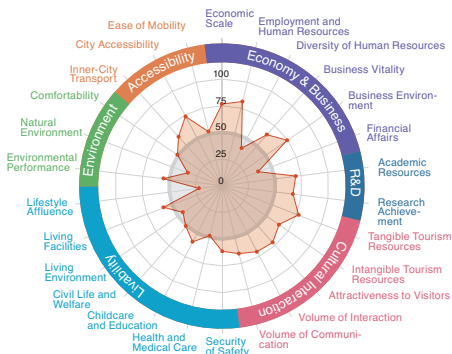 Economic
Scale
Employment and
Human Resources
Diversity of Human Resources
Business Vitality
Business Environ-
ment
Financial
Affairs
Academic
Resources
Research
Achieve-
ment
Tangible Tourism
Resources
Intangible Tourism
Resources
Attractiveness to Visitors
Volume of Interaction
Volume of Communi-
cation
Security
of Safety
Health and
Medical Care
Childcare
and Education
Civil Life and
Welfare
Living
Environment
Living
Facilities
Lifestyle
Affluence
Environmental
Performance
Natural
Environment
Comfortability
Inner-City
Transport
City Accessibility
Ease of Mobility
Economy & Business
R&D
Cultural Interaction
Livability
Environment
Accessibility
100
75
50
25
0